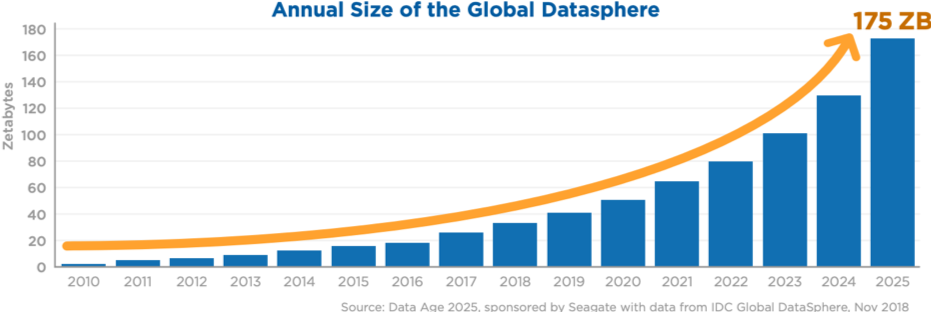 Annual Size of the Global Datasphere
175 ZB
Zetabytes
180
160
140
120
100
80
60
40
20
0
2010 2011 2012 2013 2014 2015 2016 2017 2018 2019 2020 2021 2022 2023 2024 2025
Source: Data Age 2025, sponsored by Seagate with data from IDC Global DataSphere, Nov 2018